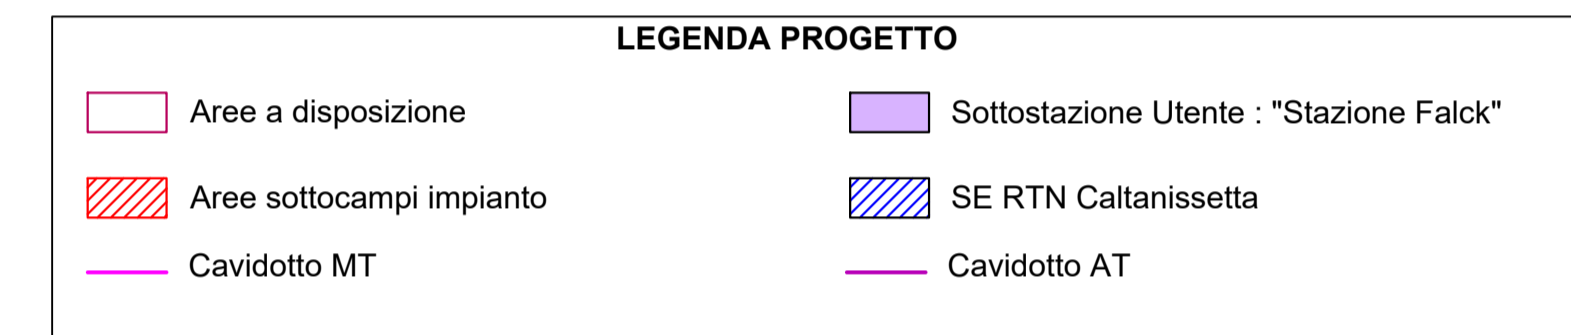 LEGENDA PROGETTO
Aree a disposizione
Sottostazione Utente : "Stazione Falck"
Aree sottocampi impianto
SE RTN Caltanissetta
Cavidotto MT
Cavidotto AT